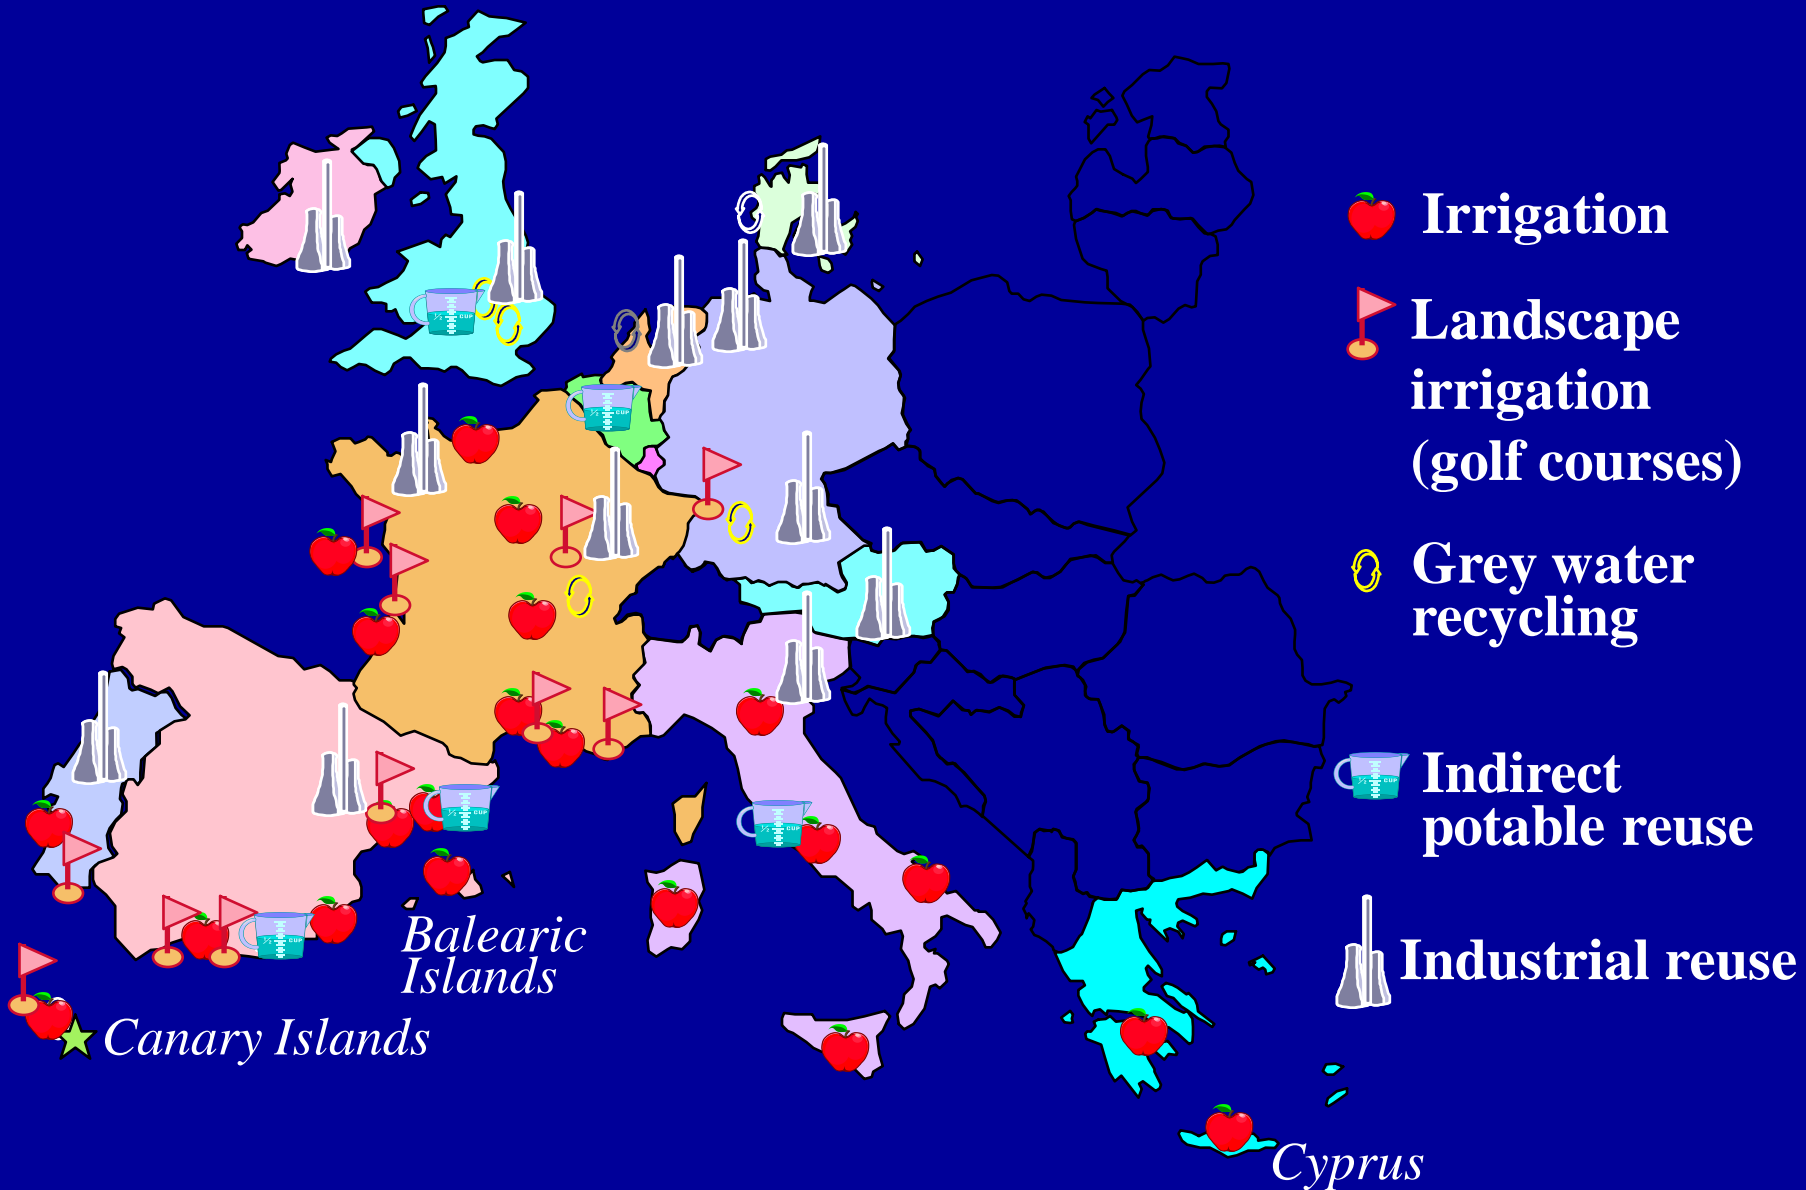 Irrigation
Landscape
irrigation
(golf courses)
Grey water
recycling
Indirect
potable reuse
Industrial reuse
Balearic
Islands
Canary Islands
Cyprus